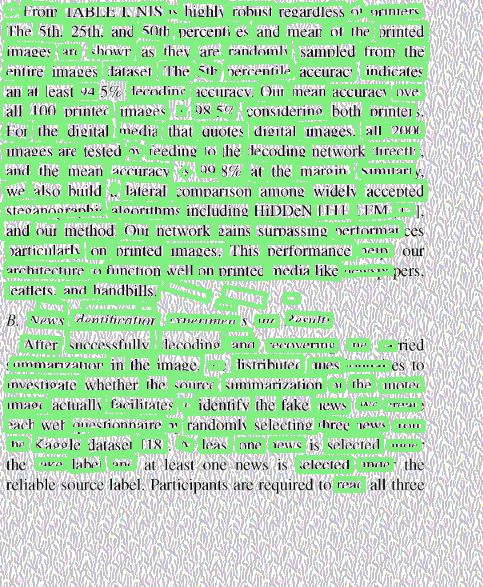 From TABLE is highly robust regardless of printers.
The 5th, 25th, and 50th percentiles and mean of the printed
images are shown as they are randomly sampled from the
entire images dataset. The 5th percentile accuracy indicates
an at least 94.5% decoding accuracy. Our mean accuracy over
all 100 printed images is 98.5% considering both printers.
For the digital media that quotes digital images, all 2000
images are tested by feeding to the decoding network directly,
and the mean accuracy is 99.8% at the margin. Similarly,
we also build a lateral comparison among widely accepted
steganographic algorithms including HiDDeN
and our method. Our network gains surpassing performances
particularly on printed images. This performance helps our
architecture to function well on printed media like newspapers,
leaflets, and handbills.
B. News Identification Experiments and Results
After successfully decoding and recovering the carried
summarization in the image, we distribute questionnaires to
investigate whether the source summarization of the quoted
image actually facilitates to identify the fake news. We create
each web questionnaire by randomly selecting three news from
the Kaggle dataset [18]. At least one news is selected under
the fake label and at least one news is selected under the
reliable source label. Participants are required to read all three